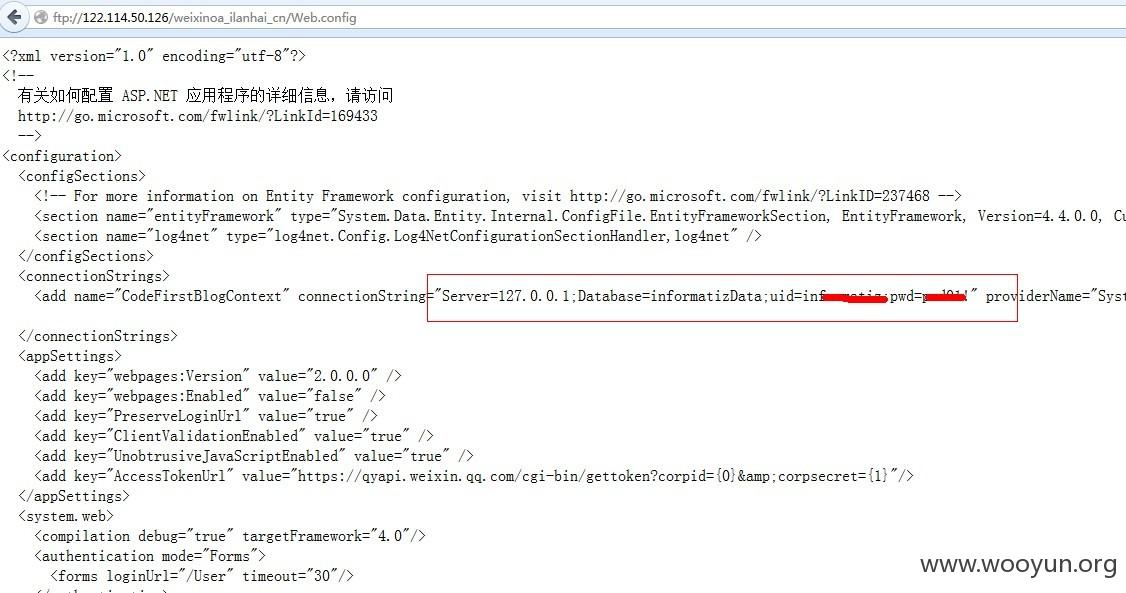 ftp://122.114.50.126/weixinoa_ilanhai_cn/Web.config
<?xml version="1.0" encoding="utf-8"?>
<!--
有关如何配置 ASP.NET 应用程序的详细信息，请访问
http://go.microsoft.com/fwlink/?LinkId=169433
-->
<configuration>
<configSections>
<!-- For more information on Entity Framework configuration, visit http://go.microsoft.com/fwlink/?LinkID=237468 -->
<section name="entityFramework" type="System.Data.Entity.Internal.ConfigFile.EntityFrameworkSection, EntityFramework, Version=4.4.0.0, Cu
<section name="log4net" type="log4net.Config.Log4NetConfigurationSectionHandler,log4net" />
</configSections>
<connectionStrings>
<add name="CodeFirstBlogContext" connectionString="Server=127.0.0.1;Database=informatizData;uid= pwd= " providerName="Syst
</connectionStrings>
<appSettings>
<add key="webpages:Version" value="2.0.0.0" />
<add key="webpages:Enabled" value="false" />
<add key="PreserveLoginUrl" value="true" />
<add key="ClientValidationEnabled" value="true" />
<add key="UnobtrusiveJavaScriptEnabled" value="true" />
<add key="AccessTokenUrl" value="https://qyapi.weixin.qq.com/cgi-bin/gettoken?corpid={0}&amp;corpsecret={1}"/>
</appSettings>
<system.web>
<compilation debug="true" targetFramework="4.0"/>
<authentication mode="Forms">
<forms loginUrl="/User" timeout="30"/>
www.wooyun.org